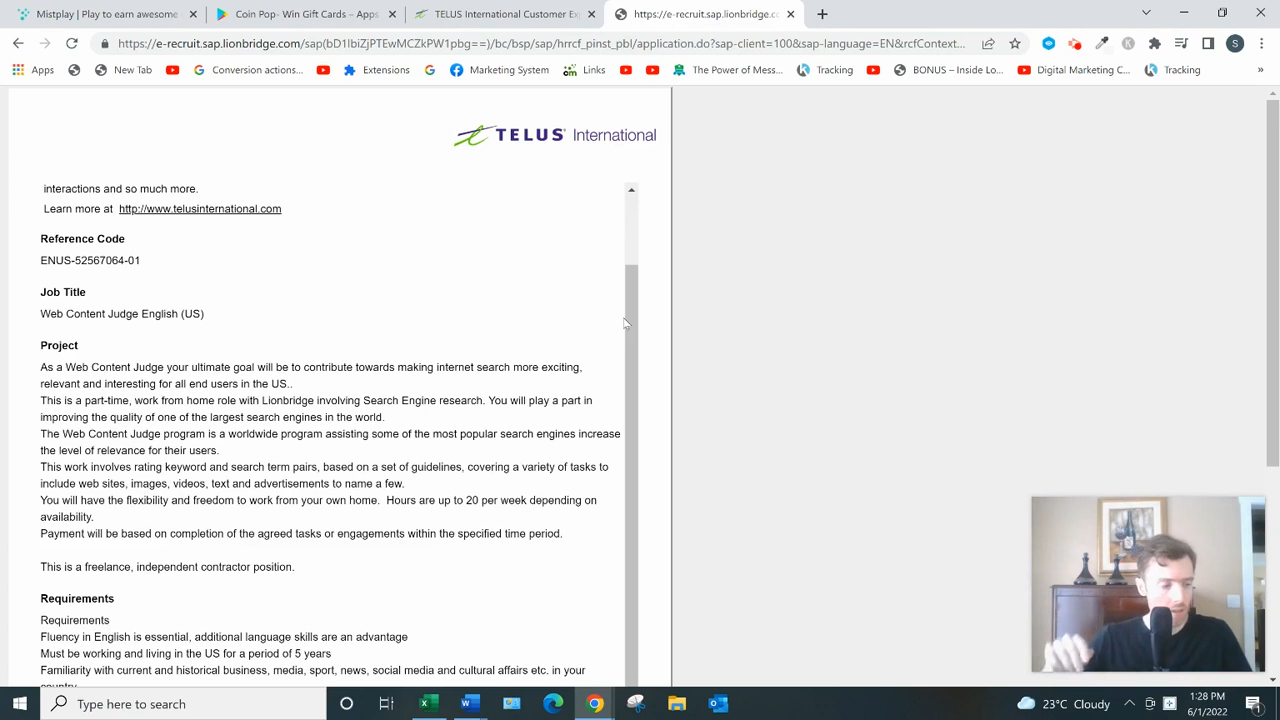 Mistplay | Play to earn awesome
Coin Pop- Win Gift Cards – Apps
TELUS International Customer Ex
https://e-recruit.sap.lionbridge.co
https://e-recruit.sap.lionbridge.com/sap(bD1lbiZjPTEwMCZkPW1pbg==)/bc/bsp/sap/hrrcf_pinst_pbl/application.do?sap-client=100&sap-language=EN&rcfContext...
S
Apps New Tab Conversion actions... Extensions Marketing System Links The Power of Mess... Tracking BONUS – Inside Lo... Digital Marketing C... Tracking »
TELUS International
interactions and so much more.
Learn more at http://www.telusinternational.com
Reference Code
ENUS-52567064-01
Job Title
Web Content Judge English (US)
Project
As a Web Content Judge your ultimate goal will be to contribute towards making internet search more exciting,
relevant and interesting for all end users in the US..
This is a part-time, work from home role with Lionbridge involving Search Engine research. You will play a part in
improving the quality of one of the largest search engines in the world.
The Web Content Judge program is a worldwide program assisting some of the most popular search engines increase
the level of relevance for their users.
This work involves rating keyword and search term pairs, based on a set of guidelines, covering a variety of tasks to
include web sites, images, videos, text and advertisements to name a few.
You will have the flexibility and freedom to work from your own home. Hours are up to 20 per week depending on
availability.
Payment will be based on completion of the agreed tasks or engagements within the specified time period.
This is a freelance, independent contractor position.
Requirements
Requirements
Fluency in English is essential, additional language skills are an advantage
Must be working and living in the US for a period of 5 years
Familiarity with current and historical business, media, sport, news, social media and cultural affairs etc. in your
country
Type here to search
23°C Cloudy
1:28 PM
6/1/2022
1